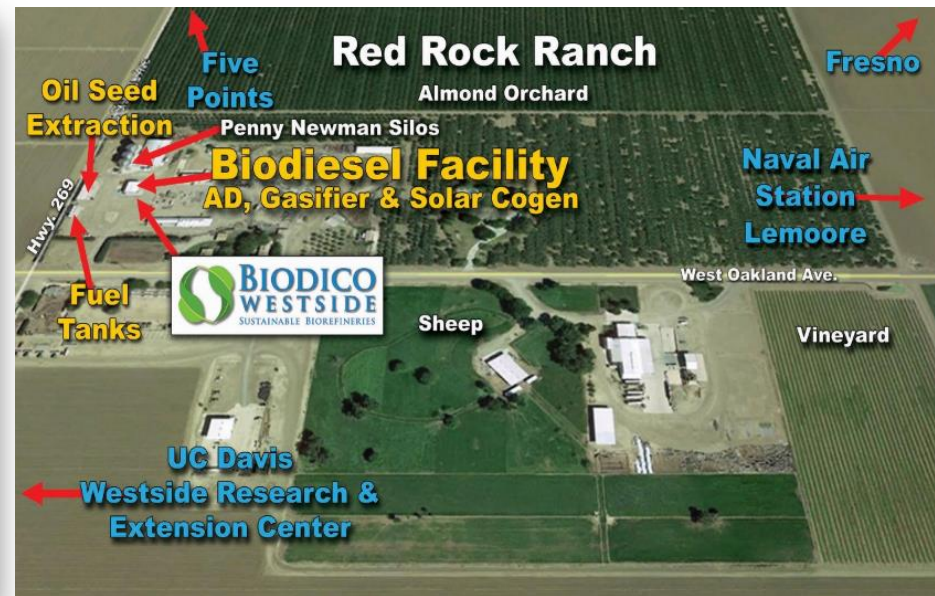 Red Rock Ranch
Almond Orchard
Five
Points
Fresno
Oil Seed
Extraction
Penny Newman Silos
Biodiesel Facility
AD, Gasifier & Solar Cogen
Naval Air
Station
Lemoore
Hwy. 269
West Oakland Ave.
Fuel
Tanks
BIODICO
WESTSIDE
SUSTAINABLE BIOREFINERIES
Sheep
Vineyard
UC Davis
Westside Research &
Extension Center